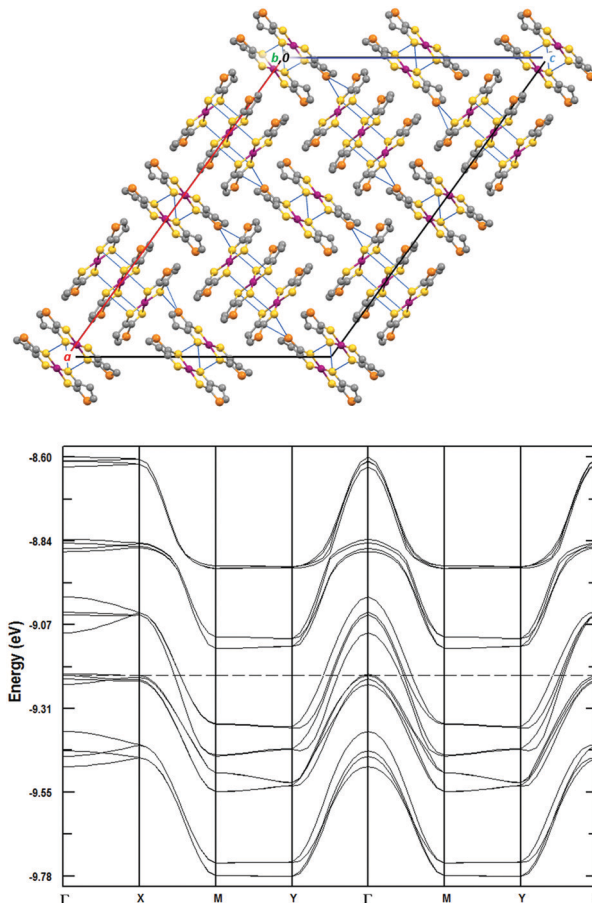 b,0
c
a
-8.60
-8.84
-9.07
-9.31
-9.55
-9.78
Energy (eV)
Γ X M Y Γ M Y